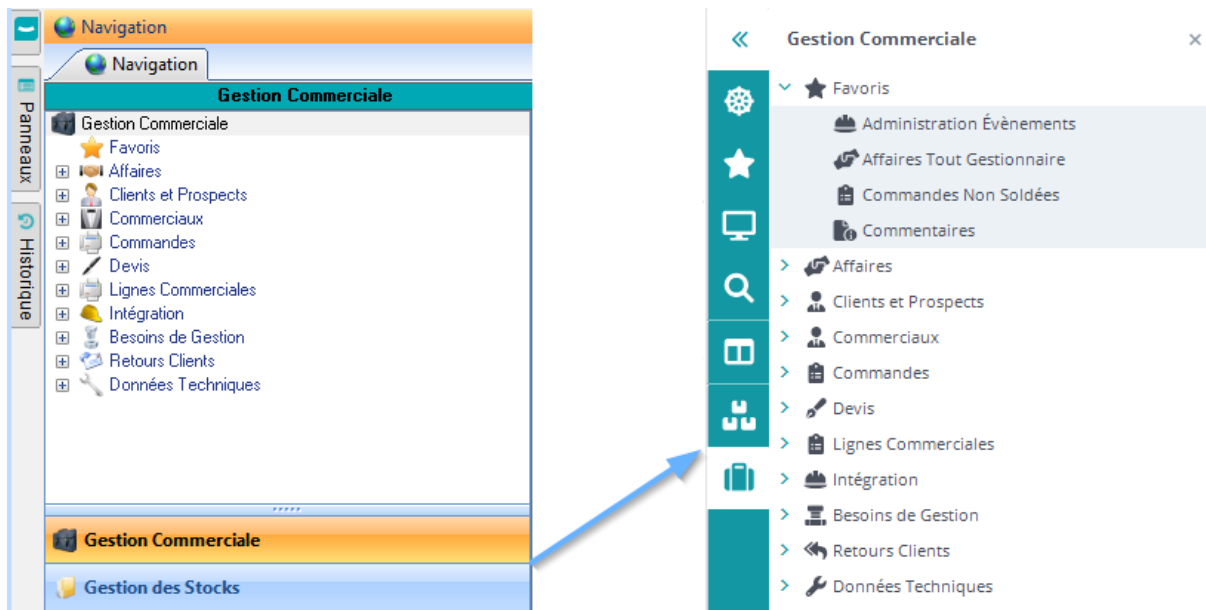 Navigation
Navigation
Gestion Commerciale
Gestion Commerciale
Favoris
Affaires
Clients et Prospects
Commerciaux
Commandes
Devis
Lignes Commerciales
Intégration
Besoins de Gestion
Retours Clients
Données Techniques
Gestion Commerciale
Gestion des Stocks
Panneaux
Historique
Gestion Commerciale
Favoris
Administration Évènements
Affaires Tout Gestionnaire
Commandes Non Soldées
Commentaires
Affaires
Clients et Prospects
Commerciaux
Commandes
Devis
Lignes Commerciales
Intégration
Besoins de Gestion
Retours Clients
Données Techniques